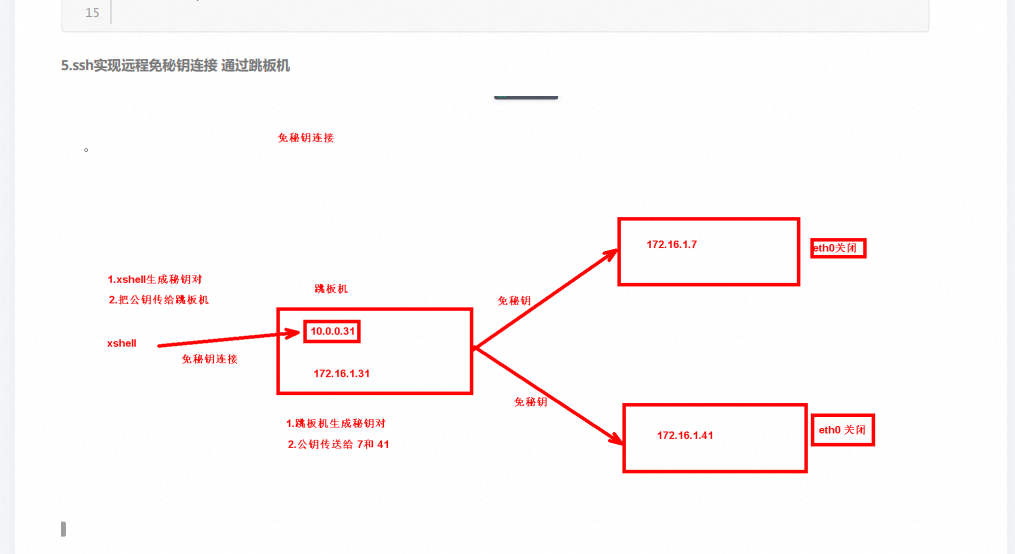 15
5.ssh实现远程免秘钥连接 通过跳板机
免秘钥连接
。
172.16.1.7
eth0关闭
1.xshell生成秘钥对
2.把公钥传给跳板机
跳板机
免秘钥
10.0.0.31
xshell
免秘钥连接
172.16.1.31
免秘钥
1.跳板机生成秘钥对
2.公钥传送给 7和 41
172.16.1.41
eth0 关闭